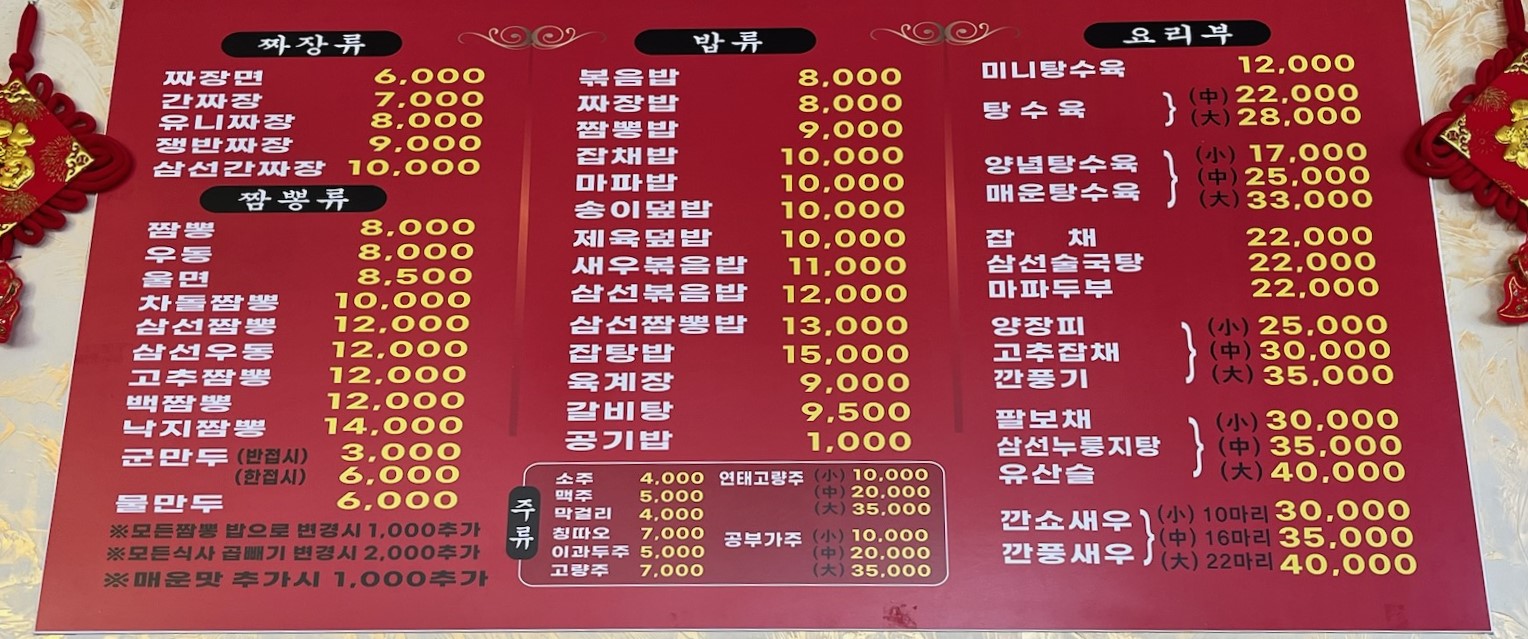 짜장류
짜장면 6,000
간짜장 7,000
유니짜장 8,000
쟁반짜장 9,000
삼선간짜장 10,000
짬뽕류
짬뽕 8,000
우동 8,000
울면 8,500
차돌짬뽕 10,000
삼선짬뽕 12,000
삼선우동 12,000
고추짬뽕 12,000
백짬뽕 12,000
낙지짬뽕 14,000
군만두 (반접시) 3,000
(한접시) 6,000
물만두 6,000
※모든짬뽕 밥으로 변경시 1,000추가
※모든식사 곱빼기 변경시 2,000추가
※매운맛 추가시 1,000추가
밥류
볶음밥 8,000
짜장밥 8,000
짬뽕밥 9,000
잡채밥 10,000
마파밥 10,000
송이덮밥 10,000
제육덮밥 10,000
새우볶음밥 11,000
삼선볶음밥 12,000
삼선짬뽕밥 13,000
잡탕밥 15,000
육계장 9,000
갈비탕 9,500
공기밥 1,000
주류
소주 4,000
맥주 5,000
막걸리 4,000
칭따오 7,000
이과두주 5,000
고량주 7,000
연태고량주 (小) 10,000
(中) 20,000
(大) 35,000
공부가주 (小) 10,000
(中) 20,000
(大) 35,000
요리부
미니탕수육 12,000
탕수육 (中) 22,000
(大) 28,000
양념탕수육 (小) 17,000
매운탕수육 (中) 25,000
(大) 33,000
잡 채 22,000
삼선술국탕 22,000
마파두부 22,000
양장피 (小) 25,000
고추잡채 (中) 30,000
깐풍기 (大) 35,000
팔보채 (小) 30,000
삼선누룽지탕 (中) 35,000
유산슬 (大) 40,000
깐쇼새우 (小) 10마리 30,000
(中) 16마리 35,000
깐풍새우 (大) 22마리 40,000